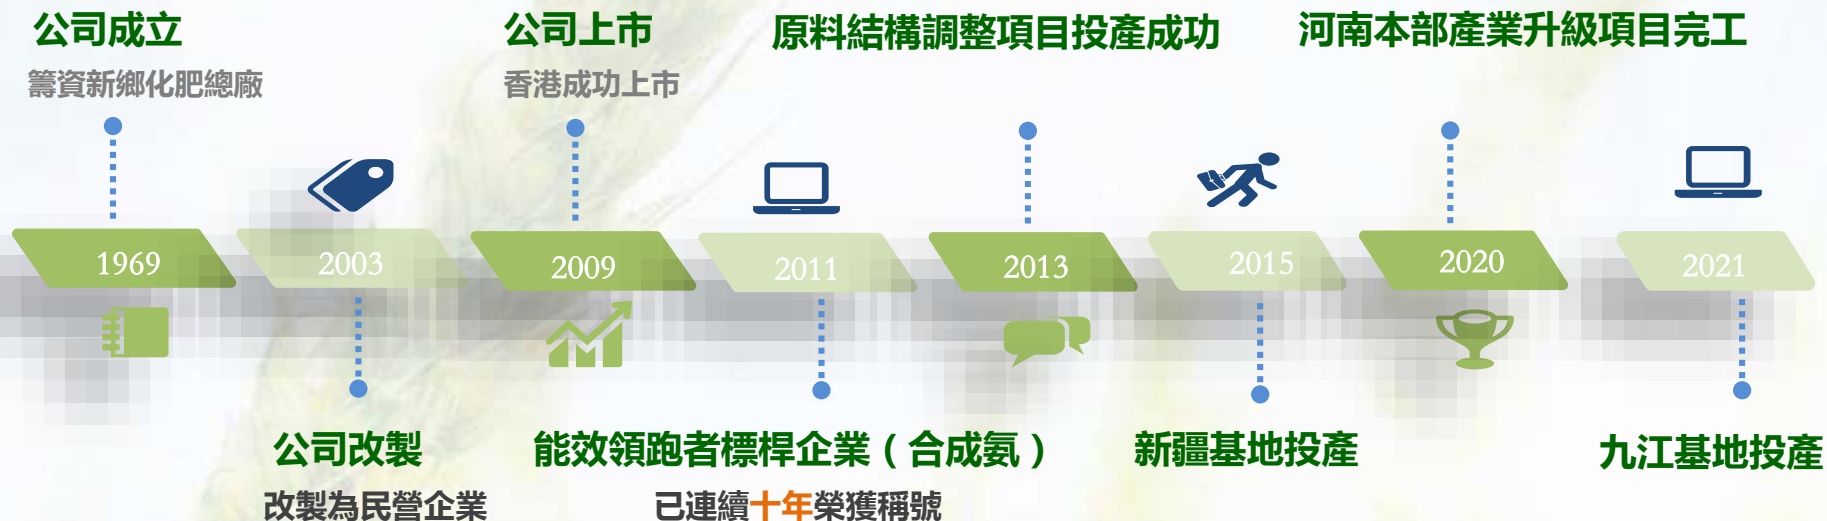 公司成立
籌資新鄉化肥總廠
公司上市
香港成功上市
原料結構調整項目投產成功
河南本部產業升級項目完工
1969
2003
2009
2011
2013
2015
2020
2021
公司改製
改製為民營企業
能效領跑者標桿企業（合成氨）
已連續十年榮獲稱號
新疆基地投產
九江基地投產